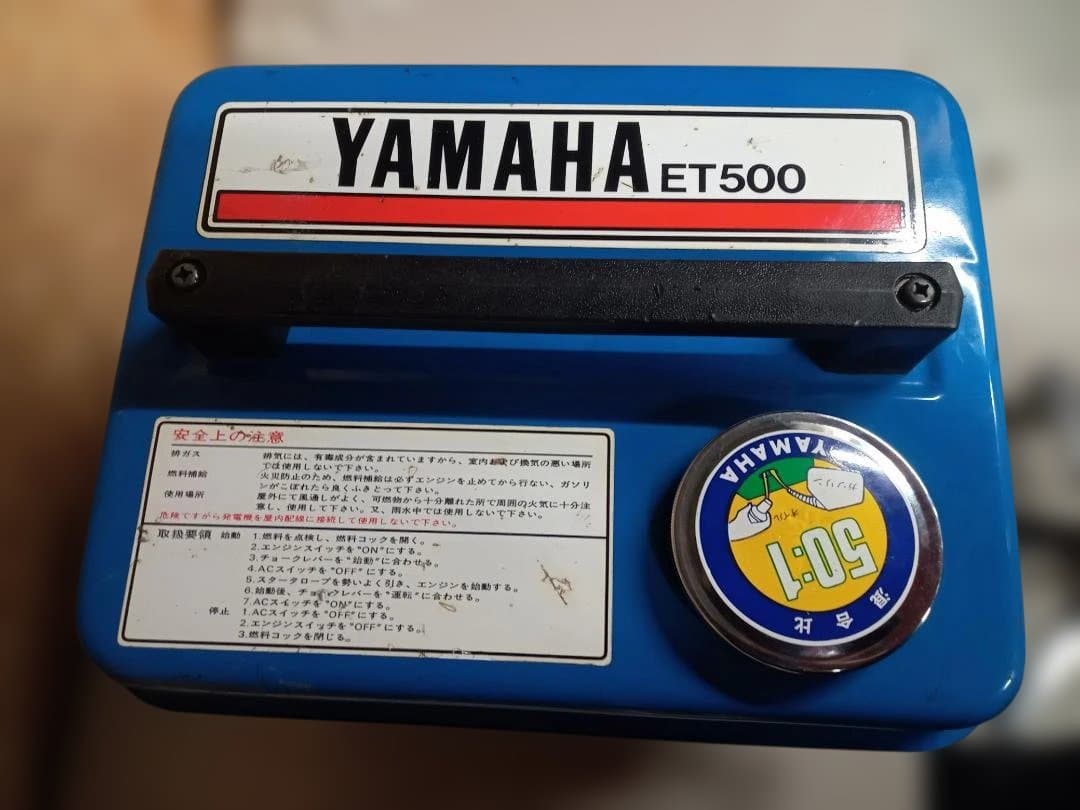 YAMAHA ET500
安全上の注意
排ガス 排気には、有毒成分が含まれていますから、室内および換気の悪い場所
では使用しないで下さい。
燃料補給 火災防止のため、燃料補給は必ずエンジンを止めてから行ない、ガソリ
ンがこぼれたら良くふきとって下さい。
使用場所 屋外にて風通しがよく、可燃物から十分離れた所で周囲の火気に十分注
意し、使用して下さい。又、雨水中では使用しないで下さい。
危険ですから発電機を屋内配線に接続して使用しないで下さい。
取扱要領 始動 1.燃料を点検し、燃料コックを開く。
2.エンジンスイッチを"ON"にする。
3.チョークレバーを"始動"に合わせる。
4.ACスイッチを"OFF"にする。
5.スターターロープを勢いよく引き、エンジンを始動する。
6.始動後、チョークレバーを"運転"に合わせる。
7.ACスイッチを"ON"にする。
停止 1.ACスイッチを"OFF"にする。
2.エンジンスイッチを"OFF"にする。
3.燃料コックを閉じる。
YAMAHA
ガソリン
オイル
50:1
混合比